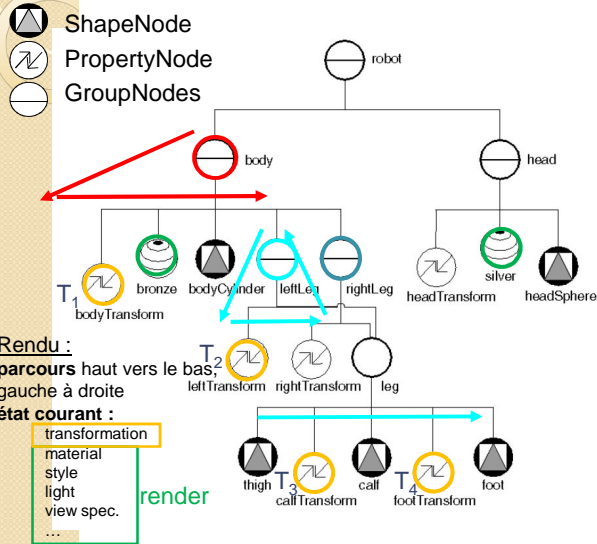 ShapeNode
PropertyNode
GroupNodes
robot
body
head
T1
bodyTransform
bronze
bodyCylinder
leftLeg
rightLeg
headTransform
silver
headSphere
T2
leftTransform
rightTransform
leg
thigh
T3
calfTransform
calf
T4
footTransform
foot
Rendu :
parcours haut vers le bas,
gauche à droite
état courant :
transformation
material
style
light
view spec.
…
render